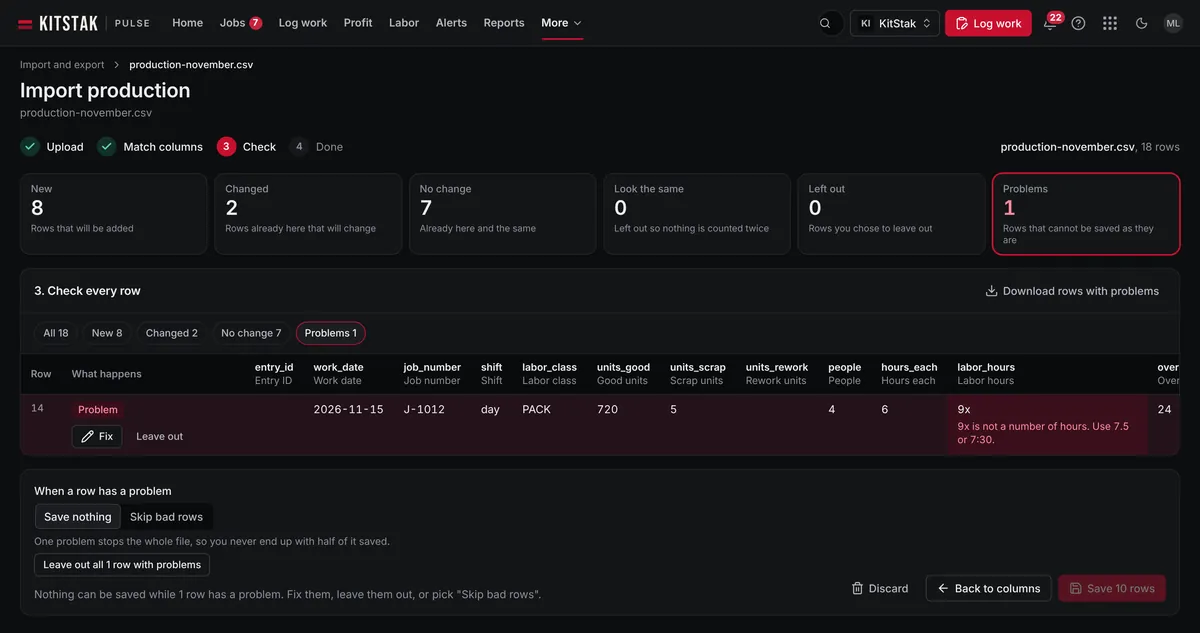 KITSTAK PULSE Home Jobs 7 Log work Profit Labor Alerts Reports More KI KitStak Log work 22 ML
Import and export > production-november.csv
Import production
production-november.csv
Upload Match columns 3 Check 4 Done production-november.csv, 18 rows
New
8
Rows that will be added
Changed
2
Rows already here that will change
No change
7
Already here and the same
Look the same
0
Left out so nothing is counted twice
Left out
0
Rows you chose to leave out
Problems
1
Rows that cannot be saved as they
are
3. Check every row Download rows with problems
All 18 New 8 Changed 2 No change 7 Problems 1
Row What happens entry_id work_date job_number shift labor_class units_good units_scrap units_rework people hours_each labor_hours over
Entry ID Work date Job number Shift Labor class Good units Scrap units Rework units People Hours each Labor hours Over
14 Problem 2026-11-15 J-1012 day PACK 720 5 4 6 9x 24
9x is not a number of hours. Use 7.5
or 7:30.
Fix Leave out
When a row has a problem
Save nothing Skip bad rows
One problem stops the whole file, so you never end up with half of it saved.
Leave out all 1 row with problems
Nothing can be saved while 1 row has a problem. Fix them, leave them out, or pick "Skip bad rows".
Discard Back to columns Save 10 rows